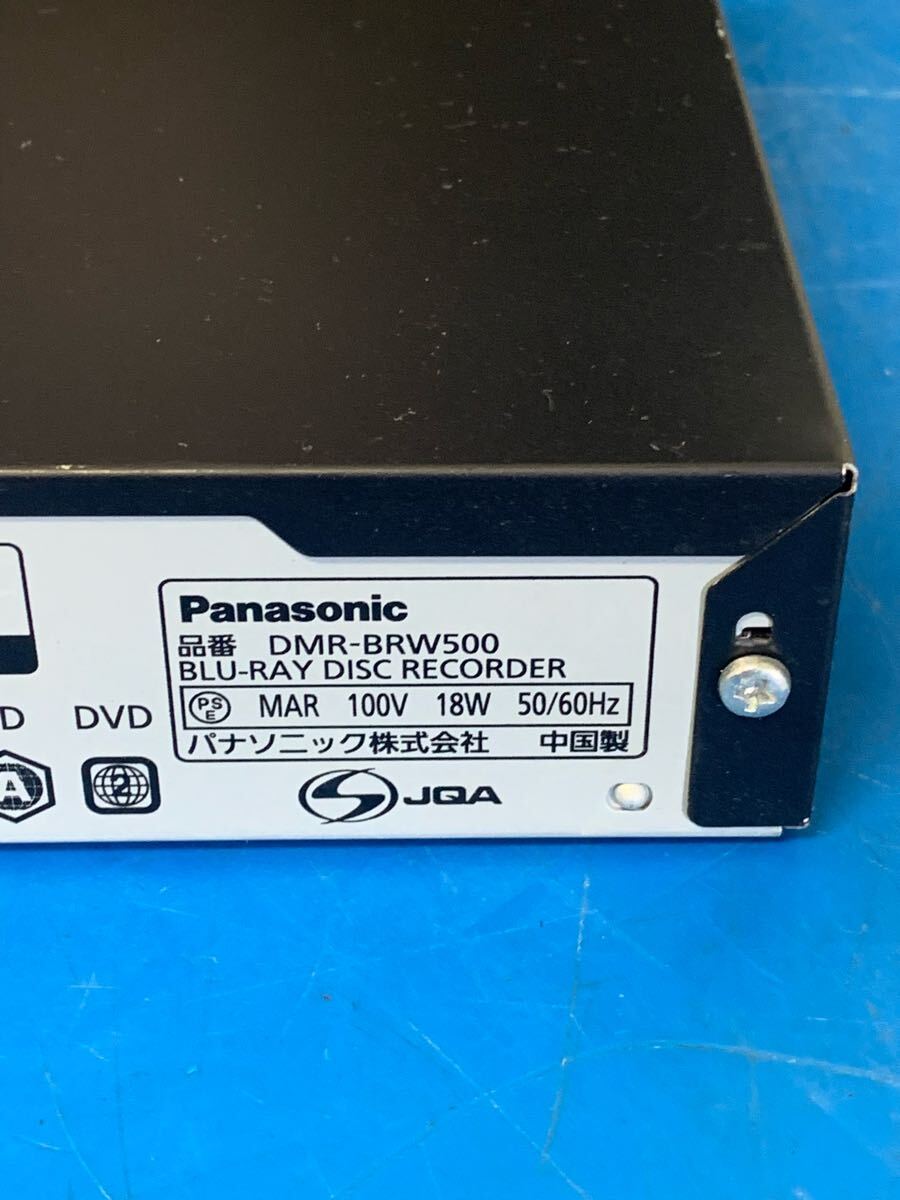 Panasonic
品番 DMR-BRW500
BLU-RAY DISC RECORDER
PS E MAR 100V 18W 50/60Hz
パナソニック株式会社 中国製
D DVD
A 2
JQA